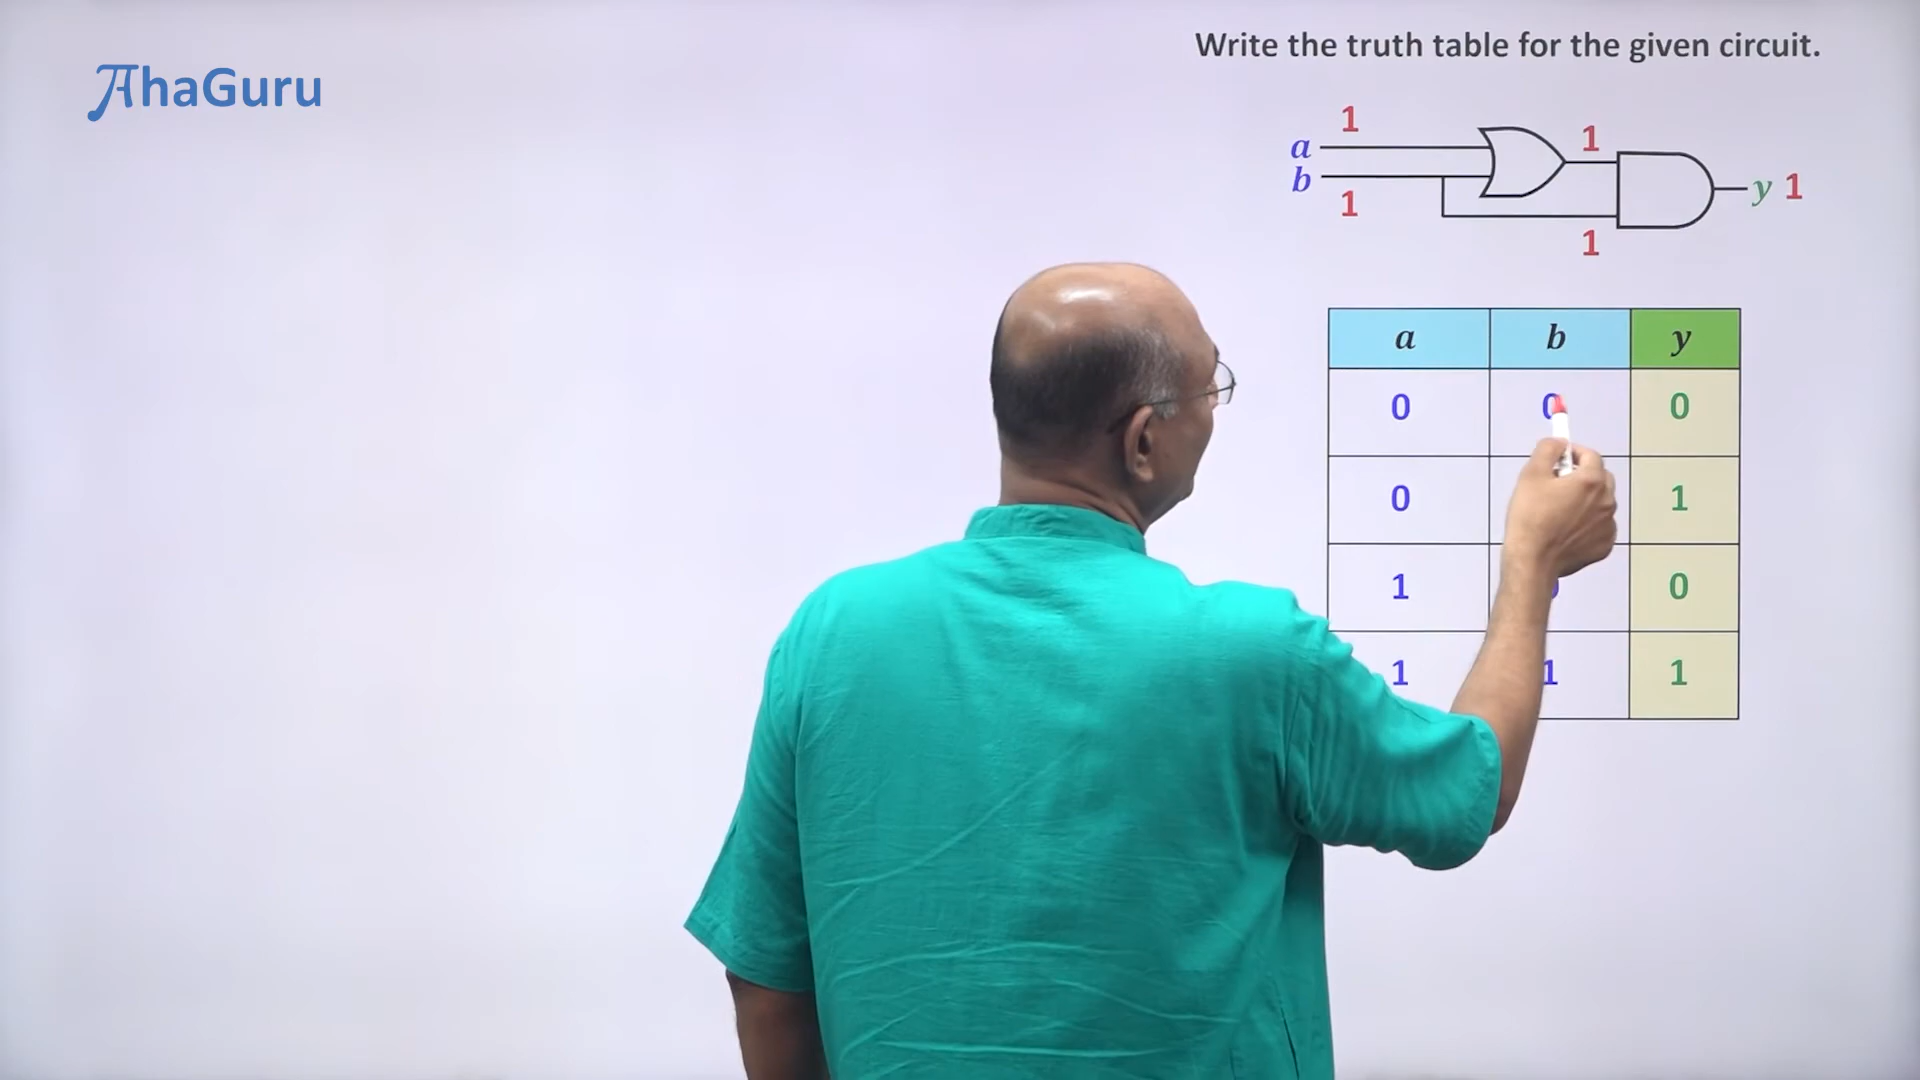 AhaGuru
Write the truth table for the given circuit.
1
a
b
1
1
1
y 1
a b y
0 0 0
0 1
1 0
1 1 1